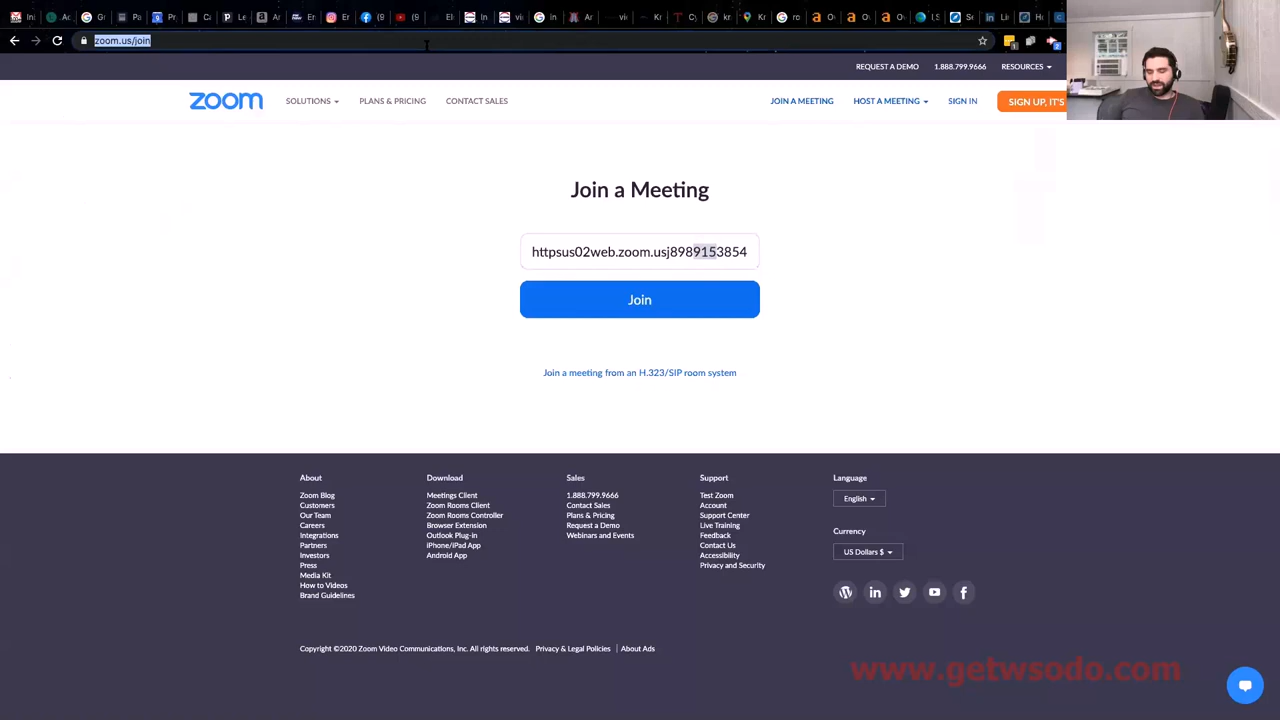 zoom.us/join
REQUEST A DEMO 1.888.799.9666 RESOURCES
zoom SOLUTIONS PLANS & PRICING CONTACT SALES JOIN A MEETING HOST A MEETING SIGN IN SIGN UP, IT'S
Join a Meeting
httpsus02web.zoom.usj8989153854
Join
Join a meeting from an H.323/SIP room system
About
Zoom Blog
Customers
Our Team
Careers
Integrations
Partners
Investors
Press
Media Kit
How to Videos
Brand Guidelines
Download
Meetings Client
Zoom Rooms Client
Zoom Rooms Controller
Browser Extension
Outlook Plug-in
iPhone/iPad App
Android App
Sales
1.888.799.9666
Contact Sales
Plans & Pricing
Request a Demo
Webinars and Events
Support
Test Zoom
Account
Support Center
Live Training
Feedback
Contact Us
Accessibility
Privacy and Security
Language
English
Currency
US Dollars $
Copyright ©2020 Zoom Video Communications, Inc. All rights reserved. Privacy & Legal Policies | About Ads
www.getwsodo.com